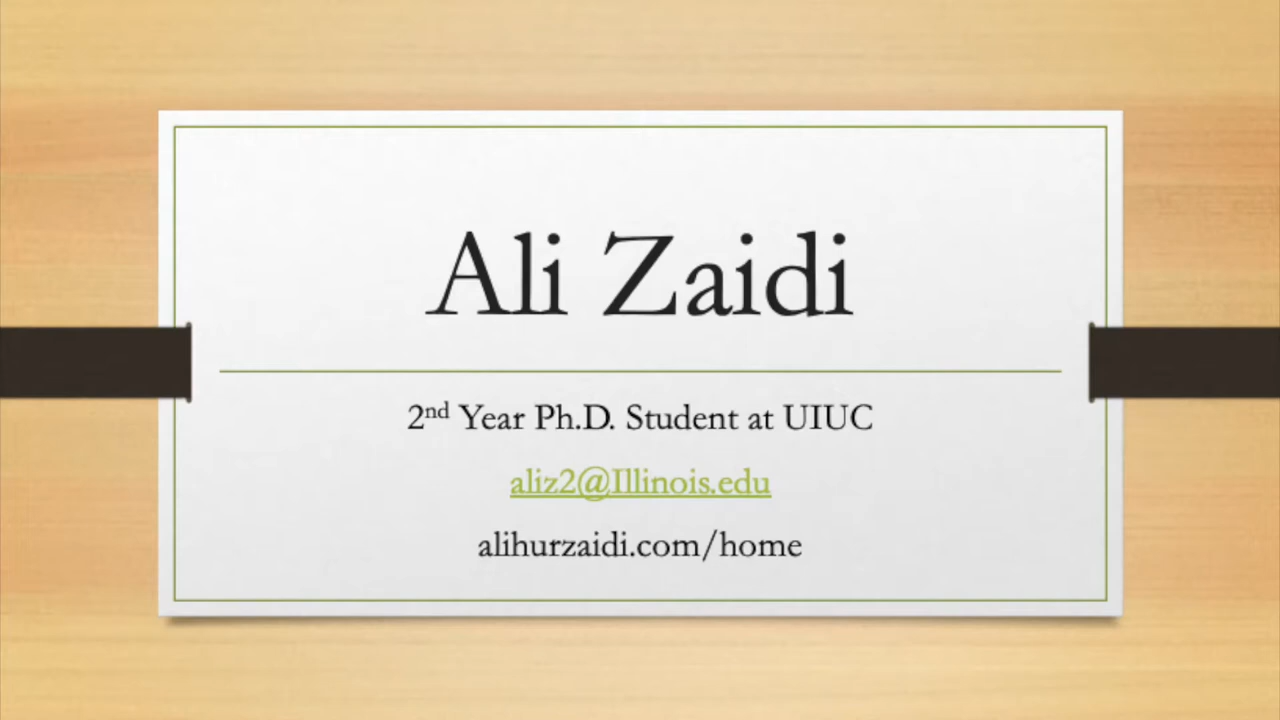 Ali Zaidi
2nd Year Ph.D. Student at UIUC
aliz2@Illinois.edu
alihurzaidi.com/home